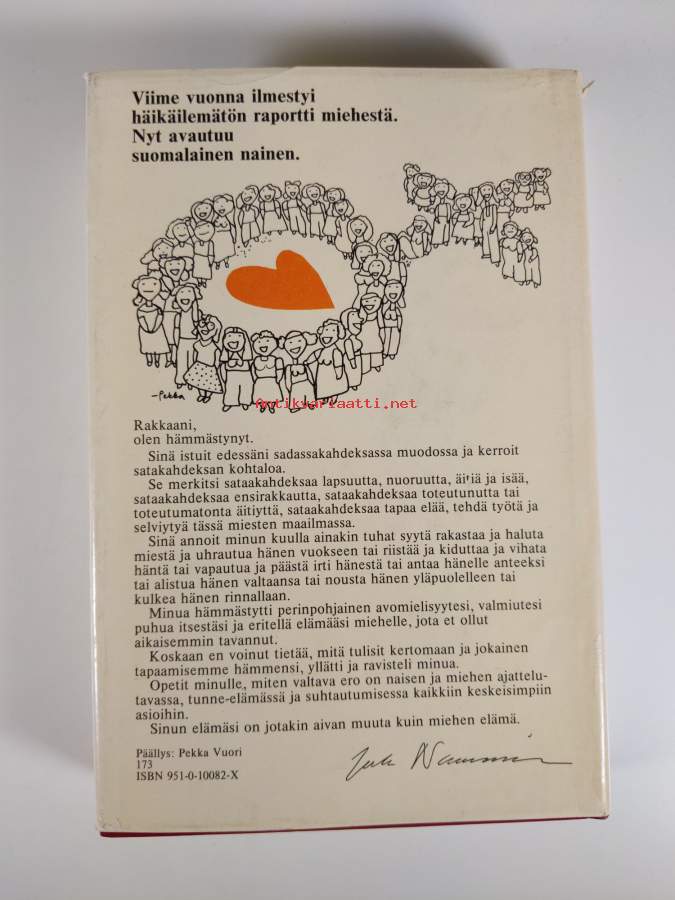 Viime vuonna ilmestyi
häikäilemätön raportti miehestä.
Nyt avautuu
suomalainen nainen.
-Pekka
Antikvariaatti.net
Rakkaani,
olen hämmästynyt.
Sinä istuit edessäni sadassakahdeksassa muodossa ja kerroit
satakahdeksan kohtaloa.
Se merkitsi sataakahdeksaa lapsuutta, nuoruutta, äitiä ja isää,
sataakahdeksaa ensirakkautta, sataakahdeksaa toteutunutta tai
toteutumatonta äitiyttä, sataakahdeksaa tapaa elää, tehdä työtä ja
selviytyä tässä miesten maailmassa.
Sinä annoit minun kuulla ainakin tuhat syytä rakastaa ja haluta
miestä ja uhrautua hänen vuokseen tai riistää ja kiduttaa ja vihata
häntä tai vapautua ja päästä irti hänestä tai antaa hänelle anteeksi
tai alistua hänen valtaansa tai nousta hänen yläpuolelleen tai
kulkea hänen rinnallaan.
Minua hämmästytti perinpohjainen avomielisyytesi, valmiutesi
puhua itsestäsi ja eritellä elämääsi miehelle, jota et ollut
aikaisemmin tavannut.
Koskaan en voinut tietää, mitä tulisit kertomaan ja jokainen
tapaamisemme hämmensi, yllätti ja ravisteli minua.
Opetit minulle, miten valtava ero on naisen ja miehen ajattelu-
tavassa, tunne-elämässä ja suhtautumisessa kaikkiin keskeisimpiin
asioihin.
Sinun elämäsi on jotakin aivan muuta kuin miehen elämä.
Päällys: Pekka Vuori
173
ISBN 951-0-10082-X